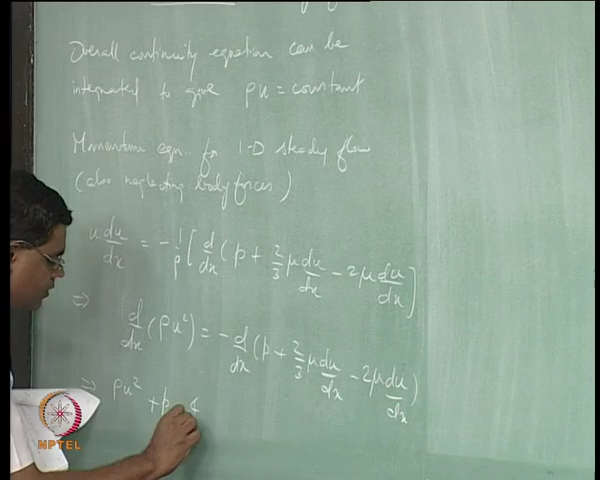 Overall continuity equation can be
integrated to give ρu = constant
Momentum eqn. for 1-D steady flow
(also neglecting body forces)
u du/dx = -1/ρ [d/dx (p + 2/3 μ du/dx - 2μ du/dx]
⇒ d/dx (ρu²) = -d/dx (p + 2/3 μ du/dx - 2μ du/dx)
⇒ ρu² + p
NPTEL